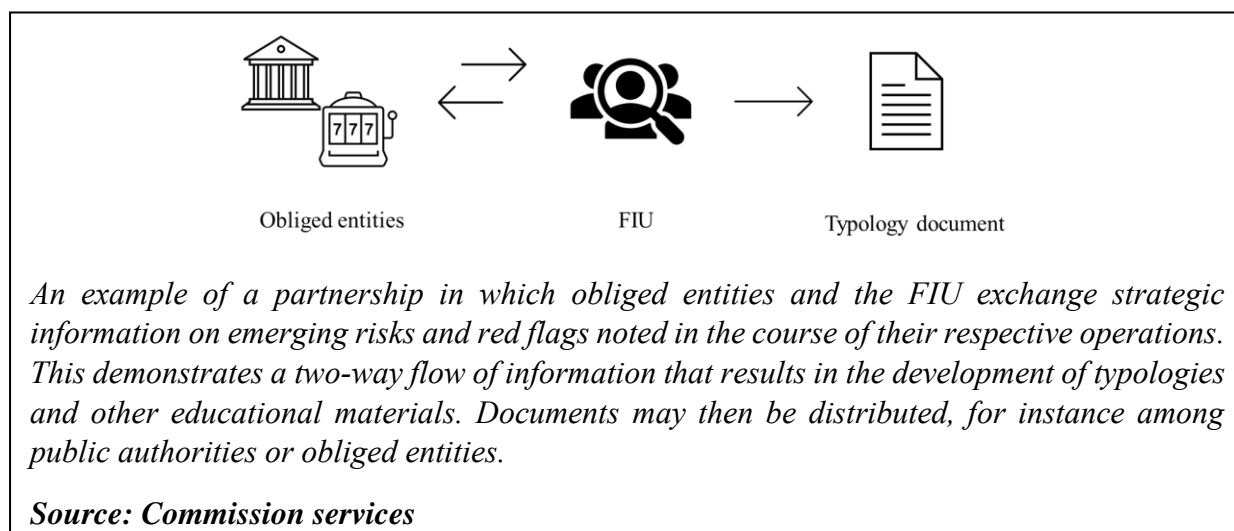 777
Obliged entities FIU Typology document
An example of a partnership in which obliged entities and the FIU exchange strategic
information on emerging risks and red flags noted in the course of their respective operations.
This demonstrates a two-way flow of information that results in the development of typologies
and other educational materials. Documents may then be distributed, for instance among
public authorities or obliged entities.
Source: Commission services